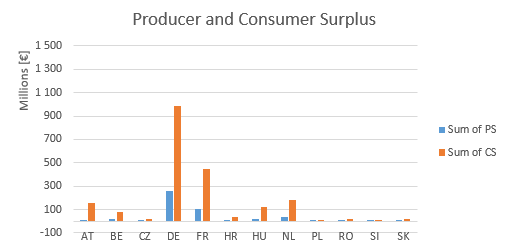 Producer and Consumer Surplus
Millions [€]
1 500
1 300
1 100
900
700
500
300
100
-100
AT BE CZ DE FR HR HU NL PL RO SI SK
Sum of PS
Sum of CS